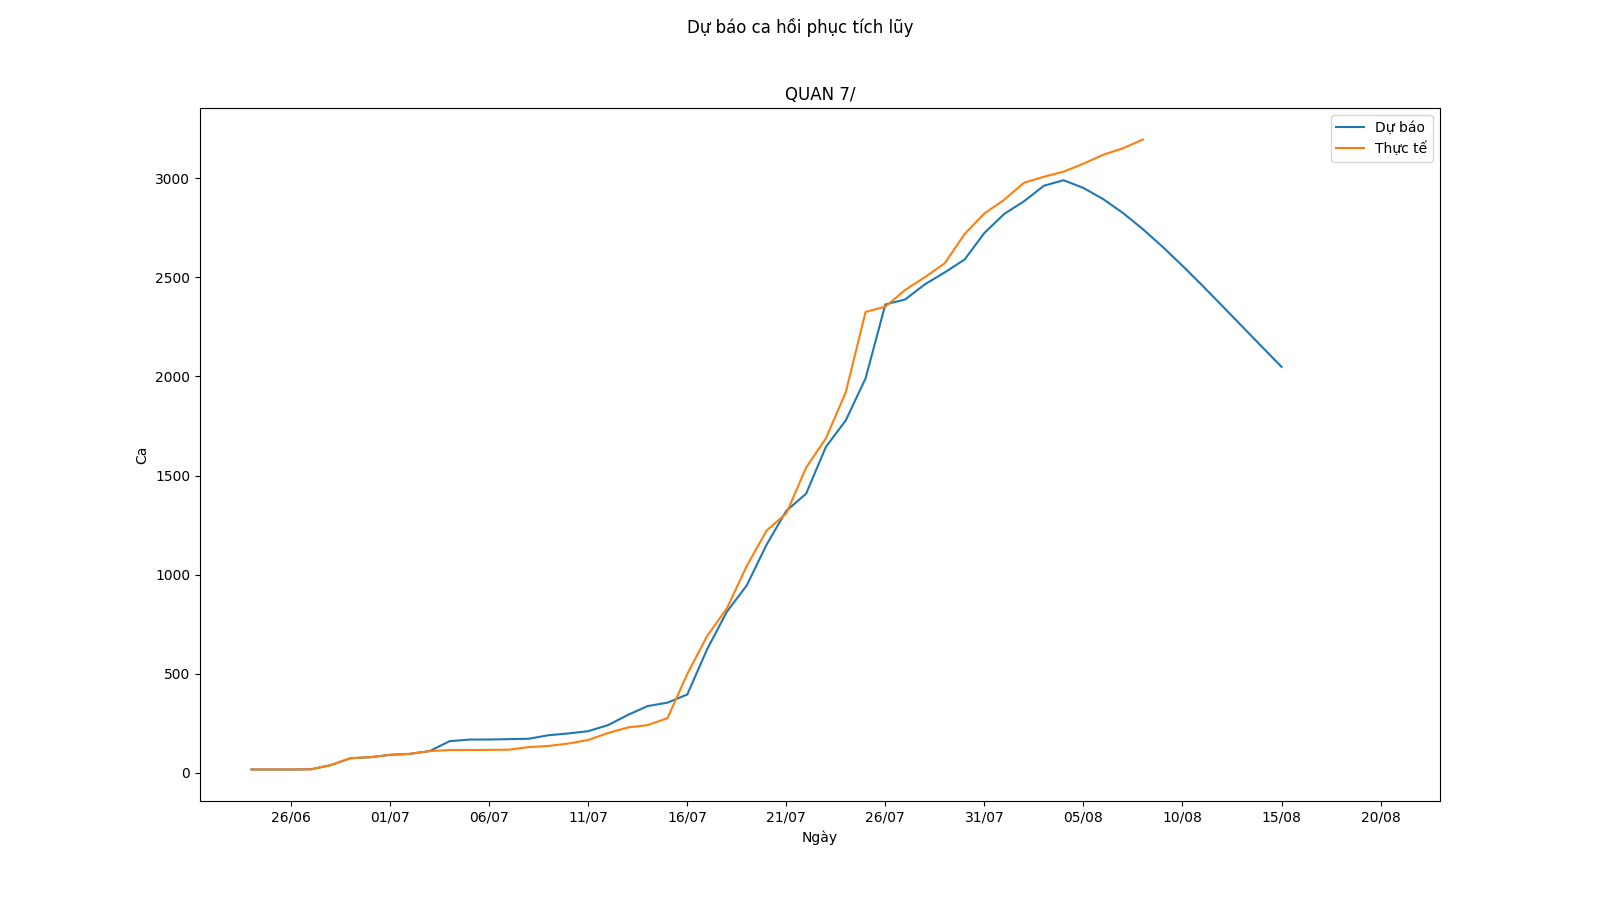 Dự báo ca hồi phục tích lũy
QUAN 7/
Dự báo
Thực tế
3000
2500
2000
1500
1000
500
0
Ca
26/06 01/07 06/07 11/07 16/07 21/07 26/07 31/07 05/08 10/08 15/08 20/08
Ngày